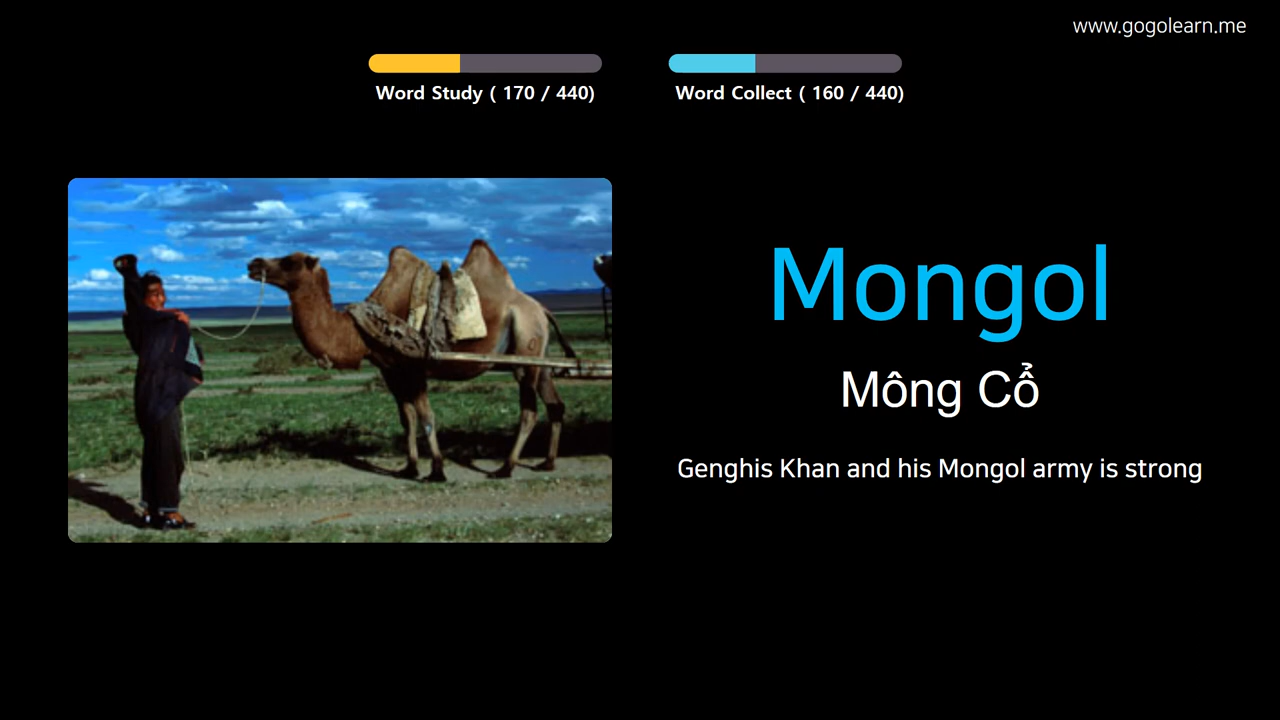 www.gogolearn.me
Word Study ( 170 / 440)
Word Collect ( 160 / 440)
Mongol
Mông Cổ
Genghis Khan and his Mongol army is strong